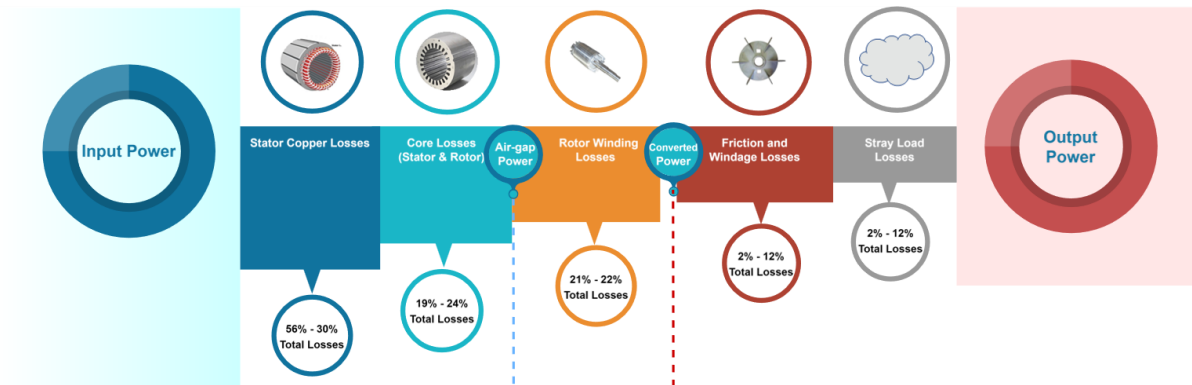 Input Power
Stator Copper Losses
56% - 30%
Total Losses
Core Losses
(Stator & Rotor)
19% - 24%
Total Losses
Air-gap
Power
Rotor Winding
Losses
21% - 22%
Total Losses
Converted
Power
Friction and
Windage Losses
2% - 12%
Total Losses
Stray Load
Losses
2% - 12%
Total Losses
Output
Power